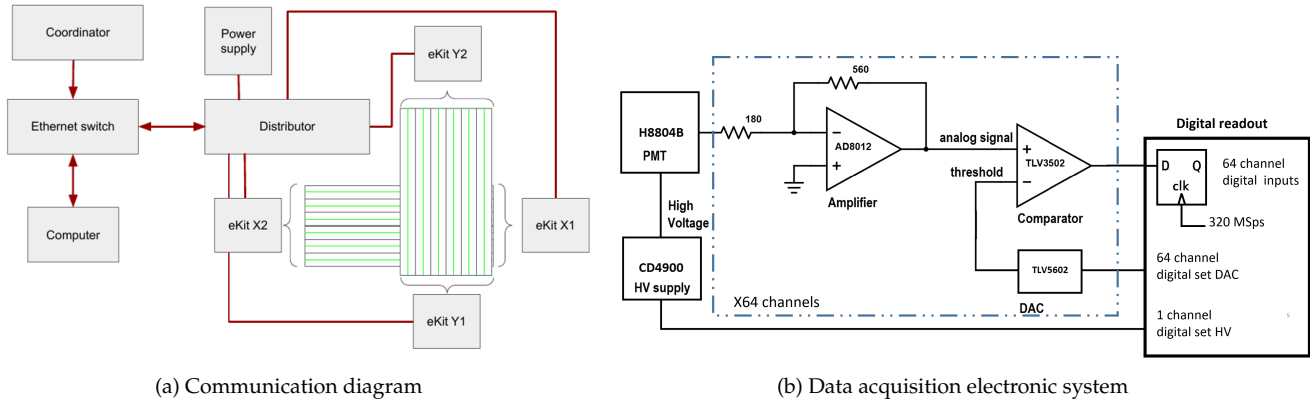 Coordinator
Power
supply
eKit Y2
Ethernet switch
Distributor
eKit X2
eKit X1
Computer
eKit Y1
(a) Communication diagram
560
180
H8804B
PMT
AD8012
Amplifier
analog signal
threshold
TLV3502
Comparator
Digital readout
D Q
clk
64 channel
digital inputs
320 MSps
High
Voltage
CD4900
HV supply
X64 channels
TLV5602
DAC
64 channel
digital set DAC
1 channel
digital set HV
s
(b) Data acquisition electronic system